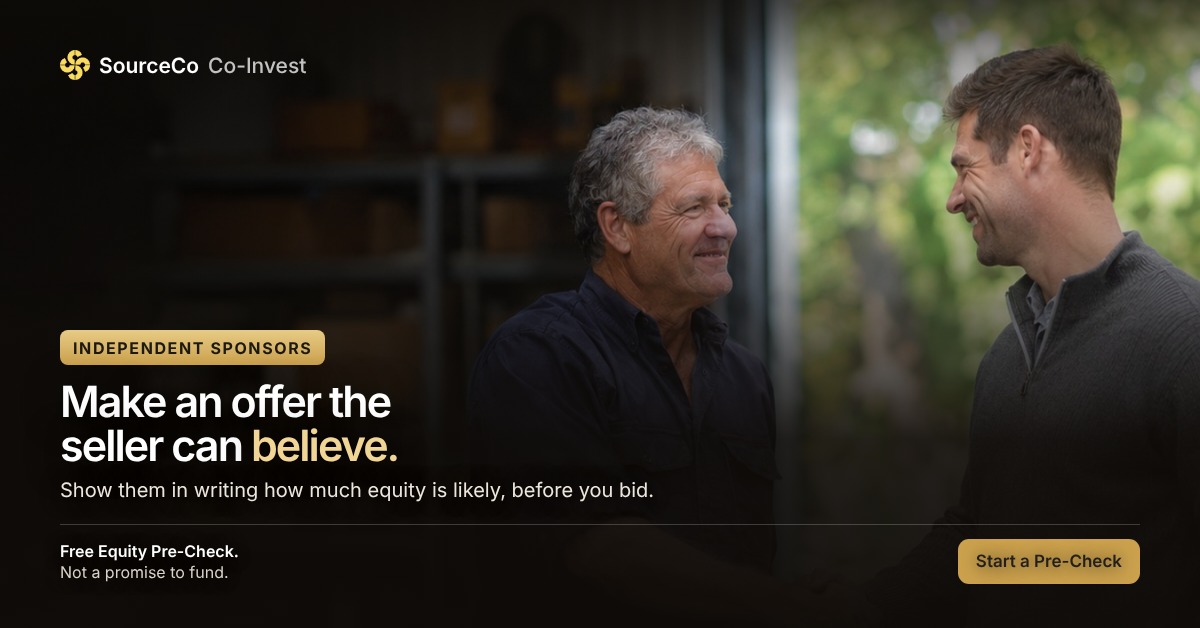 SourceCo Co-Invest
INDEPENDENT SPONSORS
Make an offer the
seller can believe.
Show them in writing how much equity is likely, before you bid.
Free Equity Pre-Check.
Not a promise to fund.
Start a Pre-Check